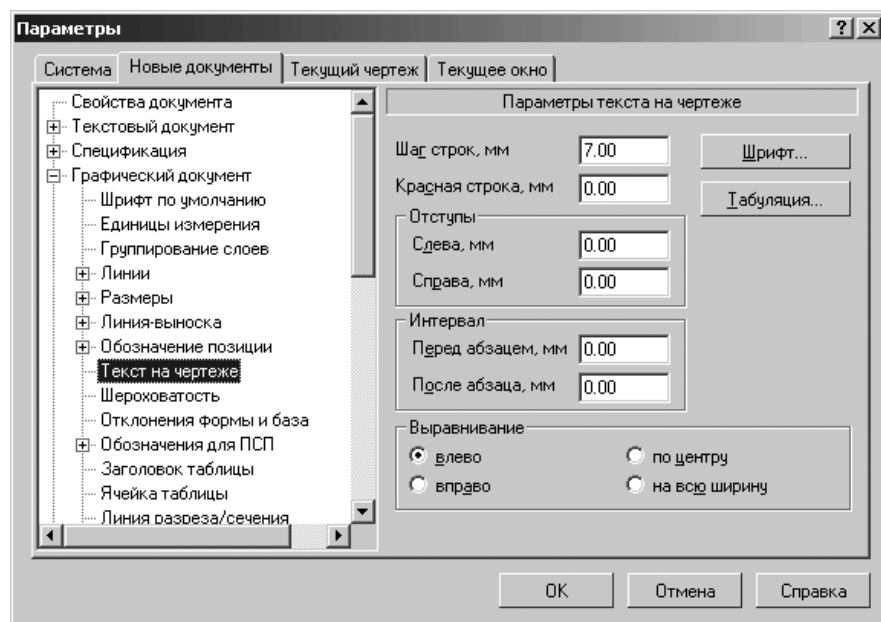 Параметры
Система
Новые документы
Текущий чертеж
Текущее окно
Свойства документа
Текстовый документ
Спецификация
Графический документ
Шрифт по умолчанию
Единицы измерения
Группирование слоев
Линии
Размеры
Линия-выноска
Обозначение позиции
Текст на чертеже
Шероховатость
Отклонения формы и база
Обозначения для ПСП
Заголовок таблицы
Ячейка таблицы
Линия разреза/сечения
Параметры текста на чертеже
Шаг строк, мм 7.00
Красная строка, мм 0.00
Шрифт...
Табуляция...
Отступы
Слева, мм 0.00
Справа, мм 0.00
Интервал
Перед абзацем, мм 0.00
После абзаца, мм 0.00
Выравнивание
влево
по центру
вправо
на всю ширину
OK
Отмена
Справка